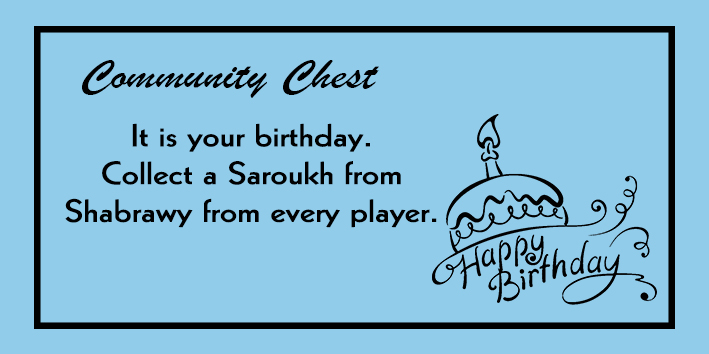 Community Chest
It is your birthday.
Collect a Saroukh from
Shabrawy from every player.
Happy
Birthday